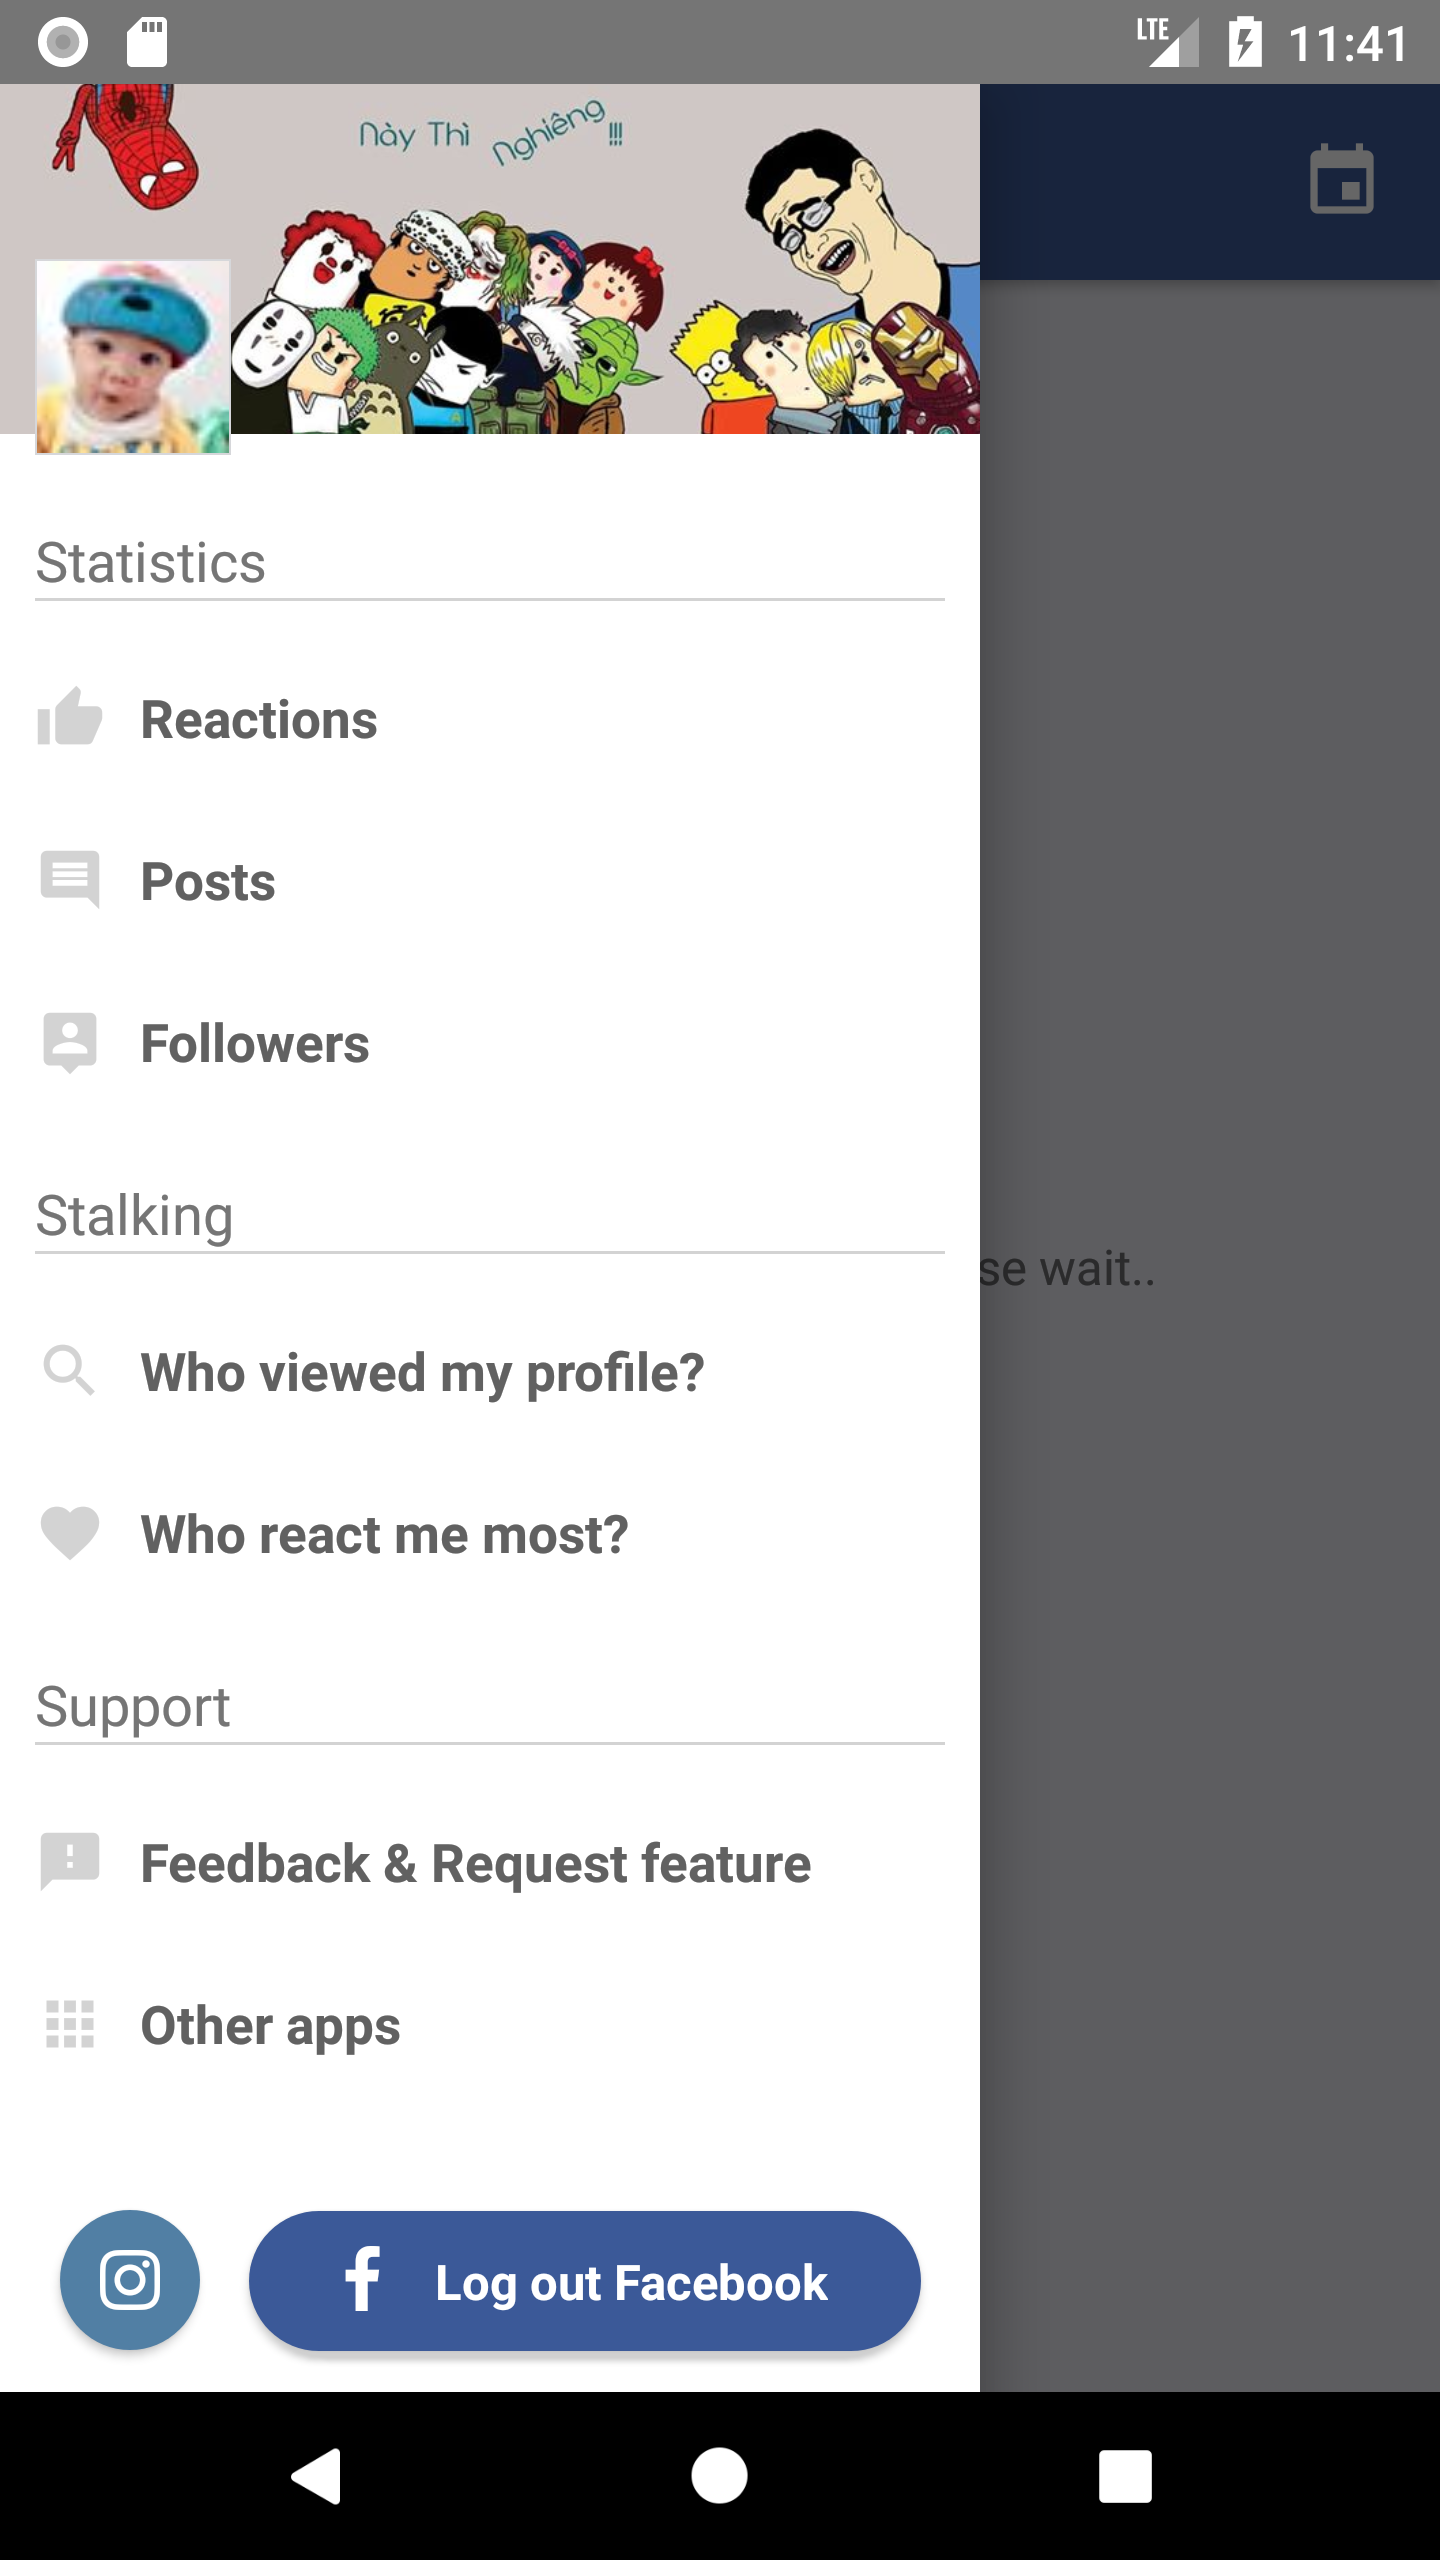 LTE 11:41
Này Thì Nghiêng !!!
Statistics
Reactions
Posts
Followers
Stalking
se wait..
Who viewed my profile?
Who react me most?
Support
Feedback & Request feature
Other apps
Log out Facebook